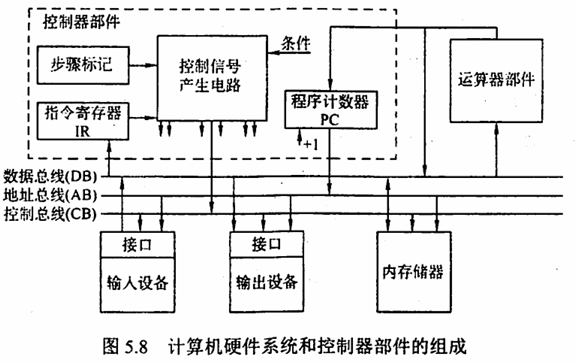 控制器部件
步骤标记
控制信号
产生电路
条件
运算器部件
指令寄存器
IR
程序计数器
PC
+1
数据总线(DB)
地址总线(AB)
控制总线(CB)
接口
接口
输入设备
输出设备
内存储器
图 5.8 计算机硬件系统和控制器部件的组成